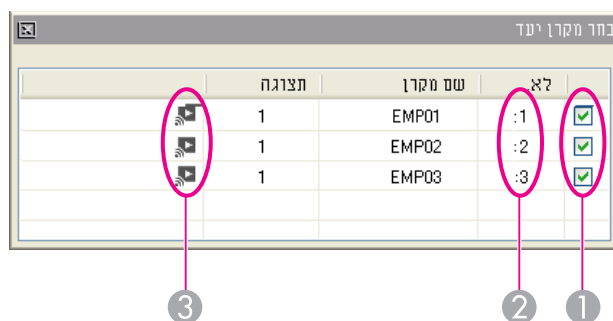 בחר מקרן יעד
לא. שם מקרן תצוגה
:1 EMP01 1
:2 EMP02 1
:3 EMP03 1
3 2 1